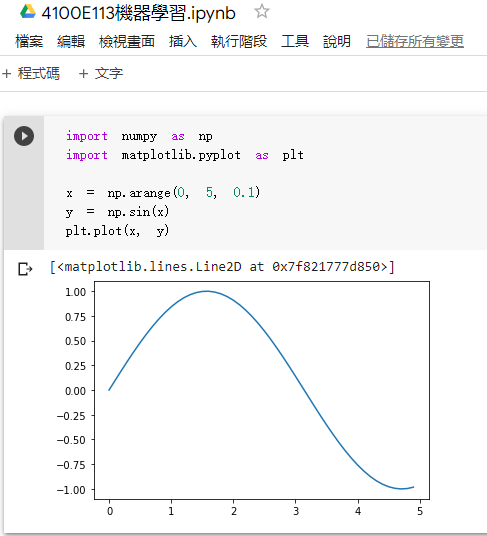 4100E113機器學習.ipynb
檔案 編輯 檢視畫面 插入 執行階段 工具 說明 已儲存所有變更
+ 程式碼 + 文字
import numpy as np
import matplotlib.pyplot as plt
x = np.arange(0, 5, 0.1)
y = np.sin(x)
plt.plot(x, y)
[<matplotlib.lines.Line2D at 0x7f821777d850>]
1.00
0.75
0.50
0.25
0.00
−0.25
−0.50
−0.75
−1.00
0 1 2 3 4 5